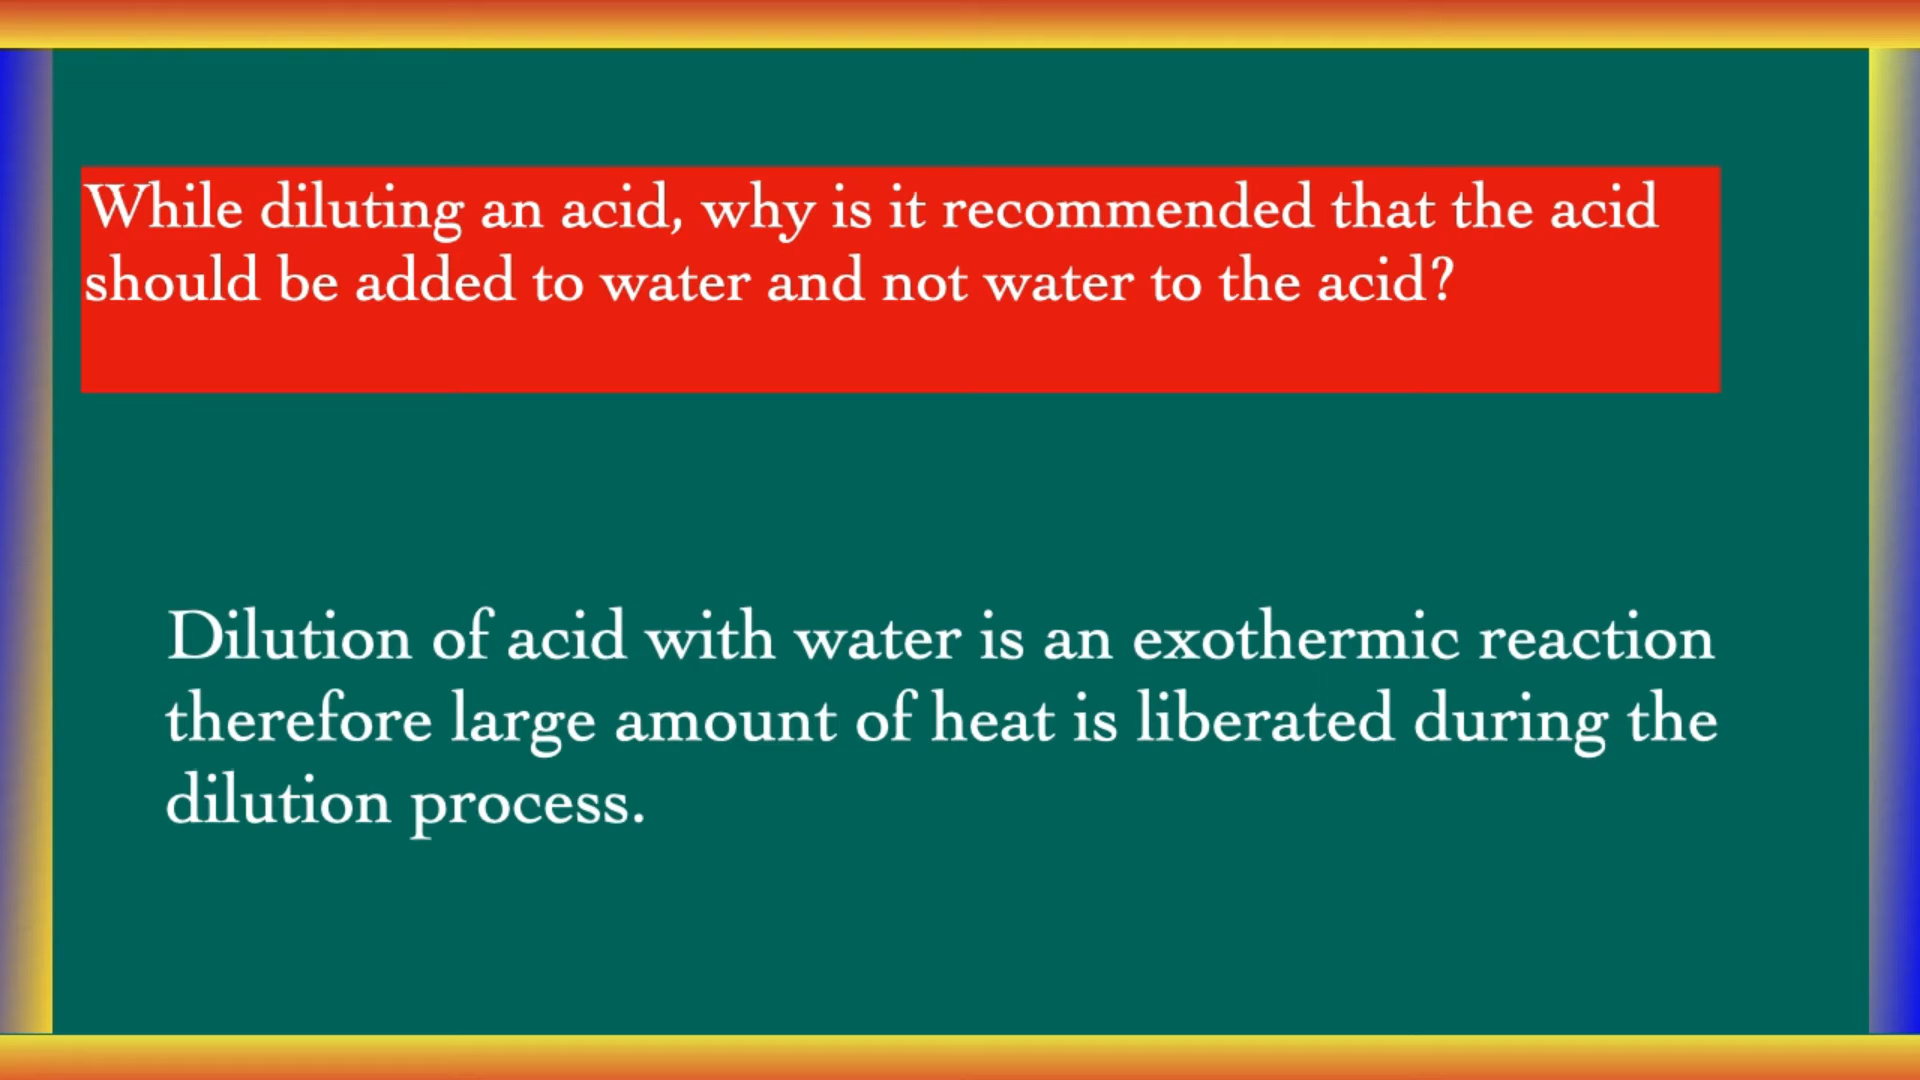 While diluting an acid, why is it recommended that the acid
should be added to water and not water to the acid?
Dilution of acid with water is an exothermic reaction
therefore large amount of heat is liberated during the
dilution process.